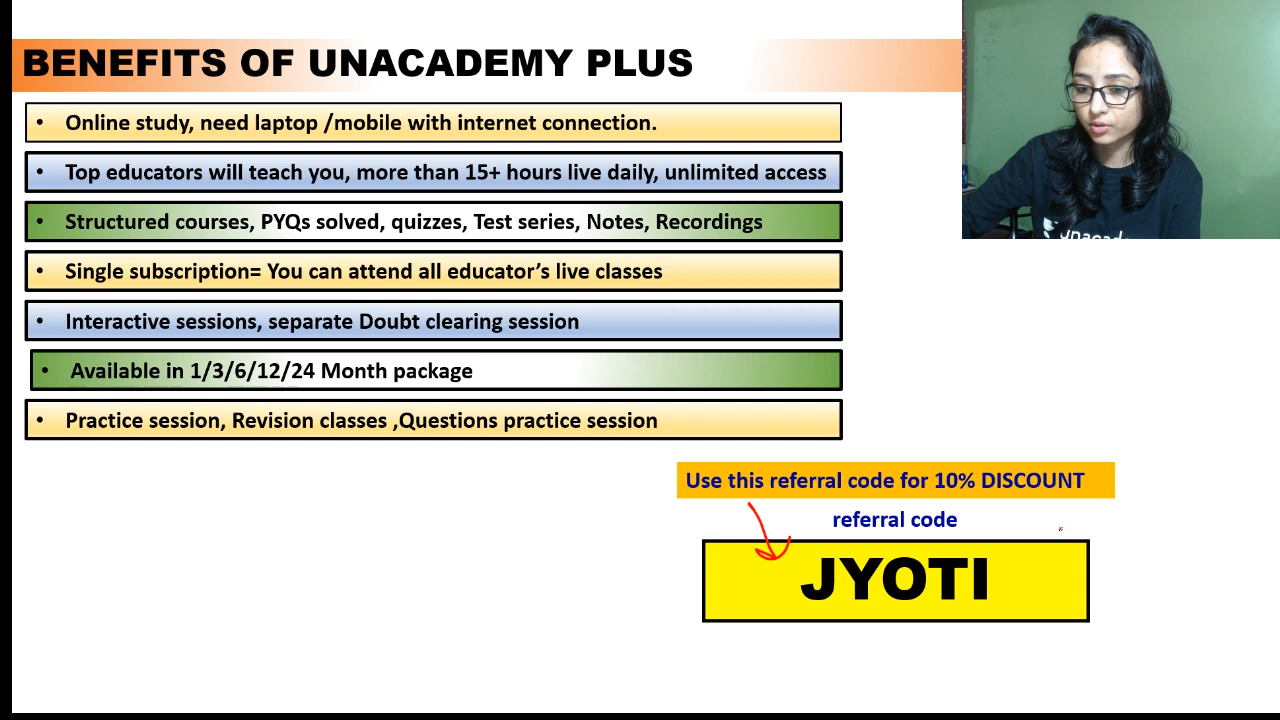 BENEFITS OF UNACADEMY PLUS
• Online study, need laptop /mobile with internet connection.
• Top educators will teach you, more than 15+ hours live daily, unlimited access
• Structured courses, PYQs solved, quizzes, Test series, Notes, Recordings
• Single subscription= You can attend all educator’s live classes
• Interactive sessions, separate Doubt clearing session
• Available in 1/3/6/12/24 Month package
• Practice session, Revision classes ,Questions practice session
Use this referral code for 10% DISCOUNT
referral code
JYOTI